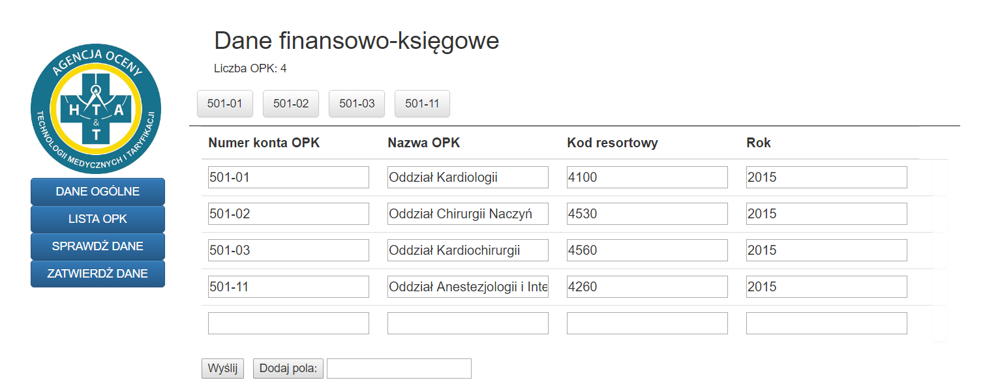 Dane finansowo-księgowe
Liczba OPK: 4
501-01 501-02 501-03 501-11
AGENCJA OCENY
TECHNOLOGII MEDYCZNYCH I TARYFIKACJI
H T A
&
T
DANE OGÓLNE
LISTA OPK
SPRAWDŹ DANE
ZATWIERDŹ DANE
Numer konta OPK Nazwa OPK Kod resortowy Rok
501-01 Oddział Kardiologii 4100 2015
501-02 Oddział Chirurgii Naczyń 4530 2015
501-03 Oddział Kardiochirurgii 4560 2015
501-11 Oddział Anestezjologii i Inte 4260 2015
Wyślij Dodaj pola: